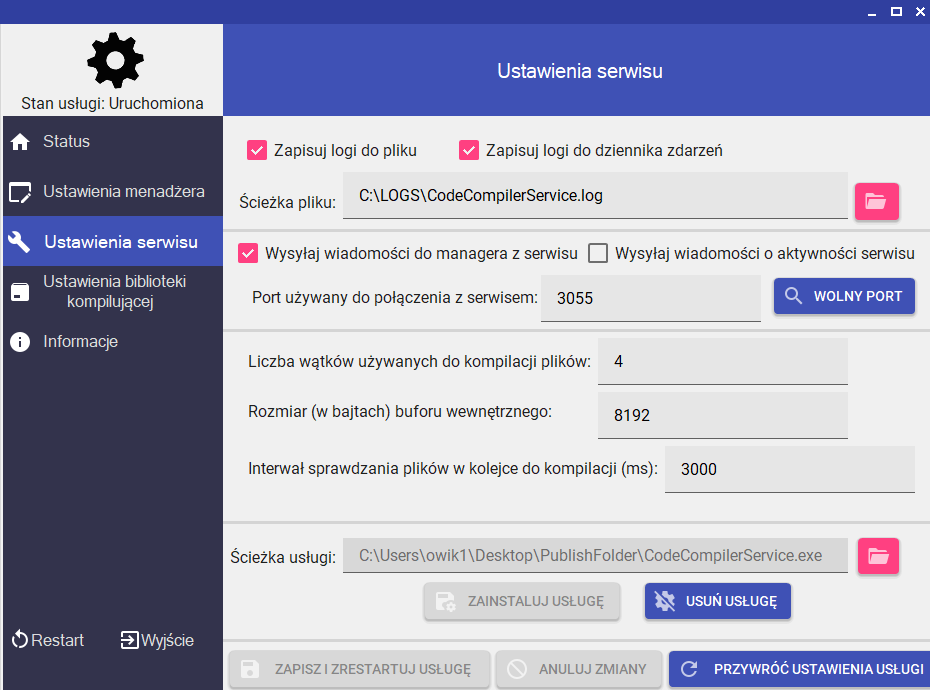 Ustawienia serwisu
Stan usługi: Uruchomiona
Status
Ustawienia menadżera
Ustawienia serwisu
Ustawienia biblioteki
kompilującej
Informacje
Restart
Wyjście
Zapisuj logi do pliku
Zapisuj logi do dziennika zdarzeń
Ścieżka pliku:
C:\LOGS\CodeCompilerService.log
Wysyłaj wiadomości do managera z serwisu
Wysyłaj wiadomości o aktywności serwisu
Port używany do połączenia z serwisem:
3055
WOLNY PORT
Liczba wątków używanych do kompilacji plików:
4
Rozmiar (w bajtach) buforu wewnętrznego:
8192
Interwał sprawdzania plików w kolejce do kompilacji (ms):
3000
Ścieżka usługi:
C:\Users\owik1\Desktop\PublishFolder\CodeCompilerService.exe
ZAINSTALUJ USŁUGĘ
USUŃ USŁUGĘ
ZAPISZ I ZRESTARTUJ USŁUGĘ
ANULUJ ZMIANY
PRZYWRÓĆ USTAWIENIA USŁUGI